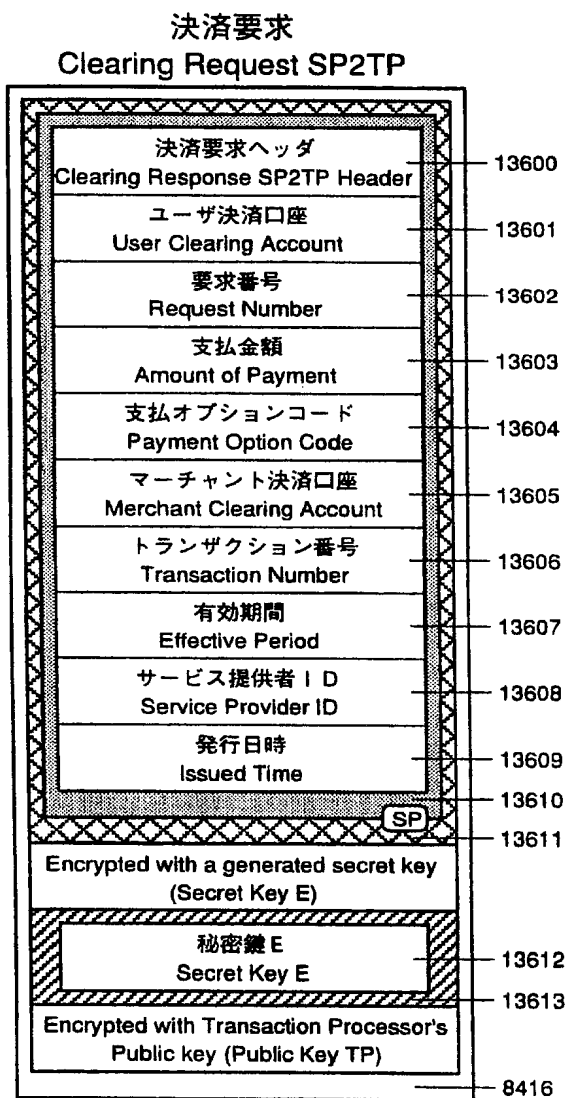 決済要求
Clearing Request SP2TP
決済要求ヘッダ
Clearing Response SP2TP Header
13600
ユーザ決済口座
User Clearing Account
13601
要求番号
Request Number
13602
支払金額
Amount of Payment
13603
支払オプションコード
Payment Option Code
13604
マーチャント決済口座
Merchant Clearing Account
13605
トランザクション番号
Transaction Number
13606
有効期間
Effective Period
13607
サービス提供者ID
Service Provider ID
13608
発行日時
Issued Time
13609
13610
SP
13611
Encrypted with a generated secret key
(Secret Key E)
秘密鍵E
Secret Key E
13612
13613
Encrypted with Transaction Processor's
Public key (Public Key TP)
8416